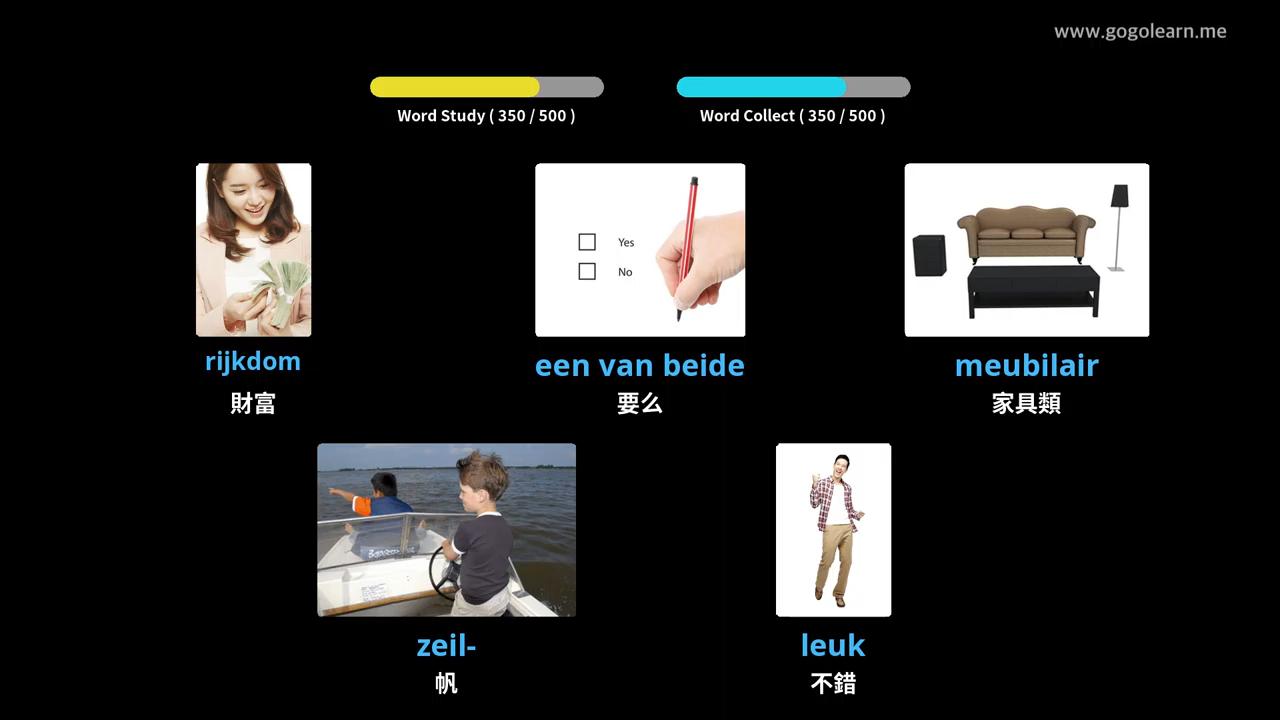 www.gogolearn.me
Word Study ( 350 / 500 )
Word Collect ( 350 / 500 )
Yes
No
rijkdom
財富
een van beide
要么
meubilair
家具類
zeil-
帆
leuk
不錯